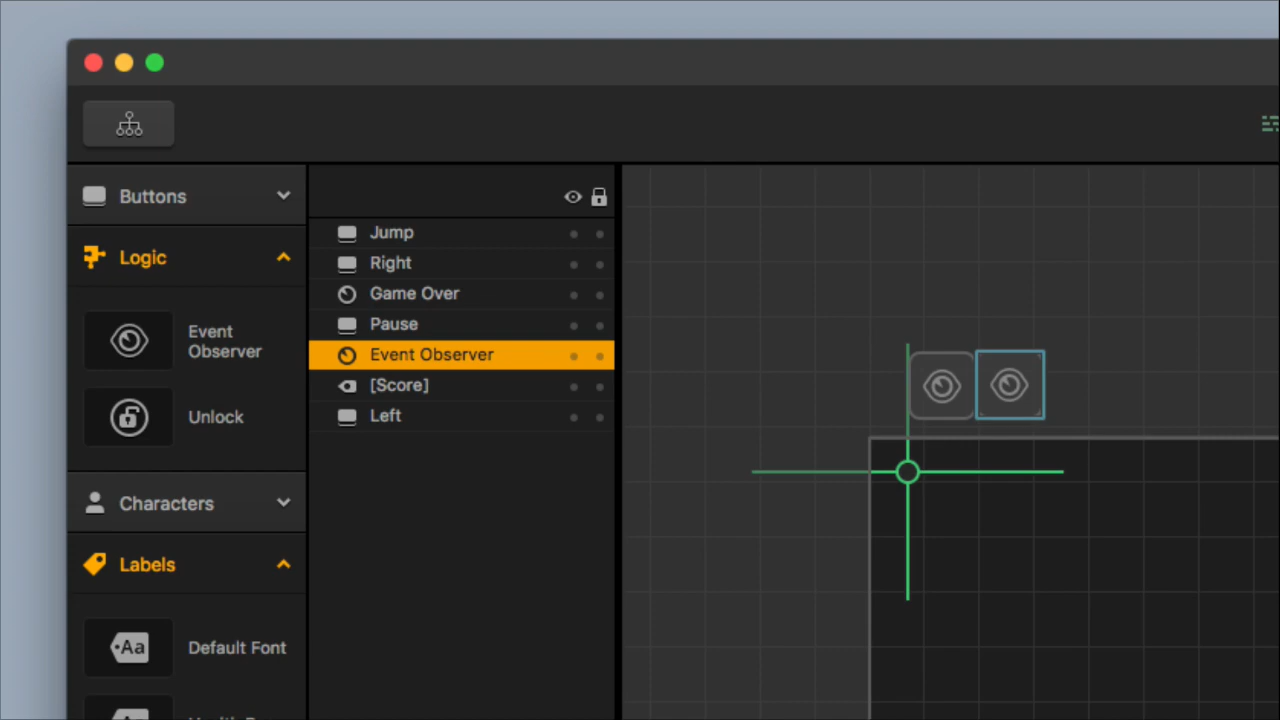 Buttons
Logic
Event
Observer
Unlock
Characters
Labels
Aa
Default Font
Jump
Right
Game Over
Pause
Event Observer
[Score]
Left